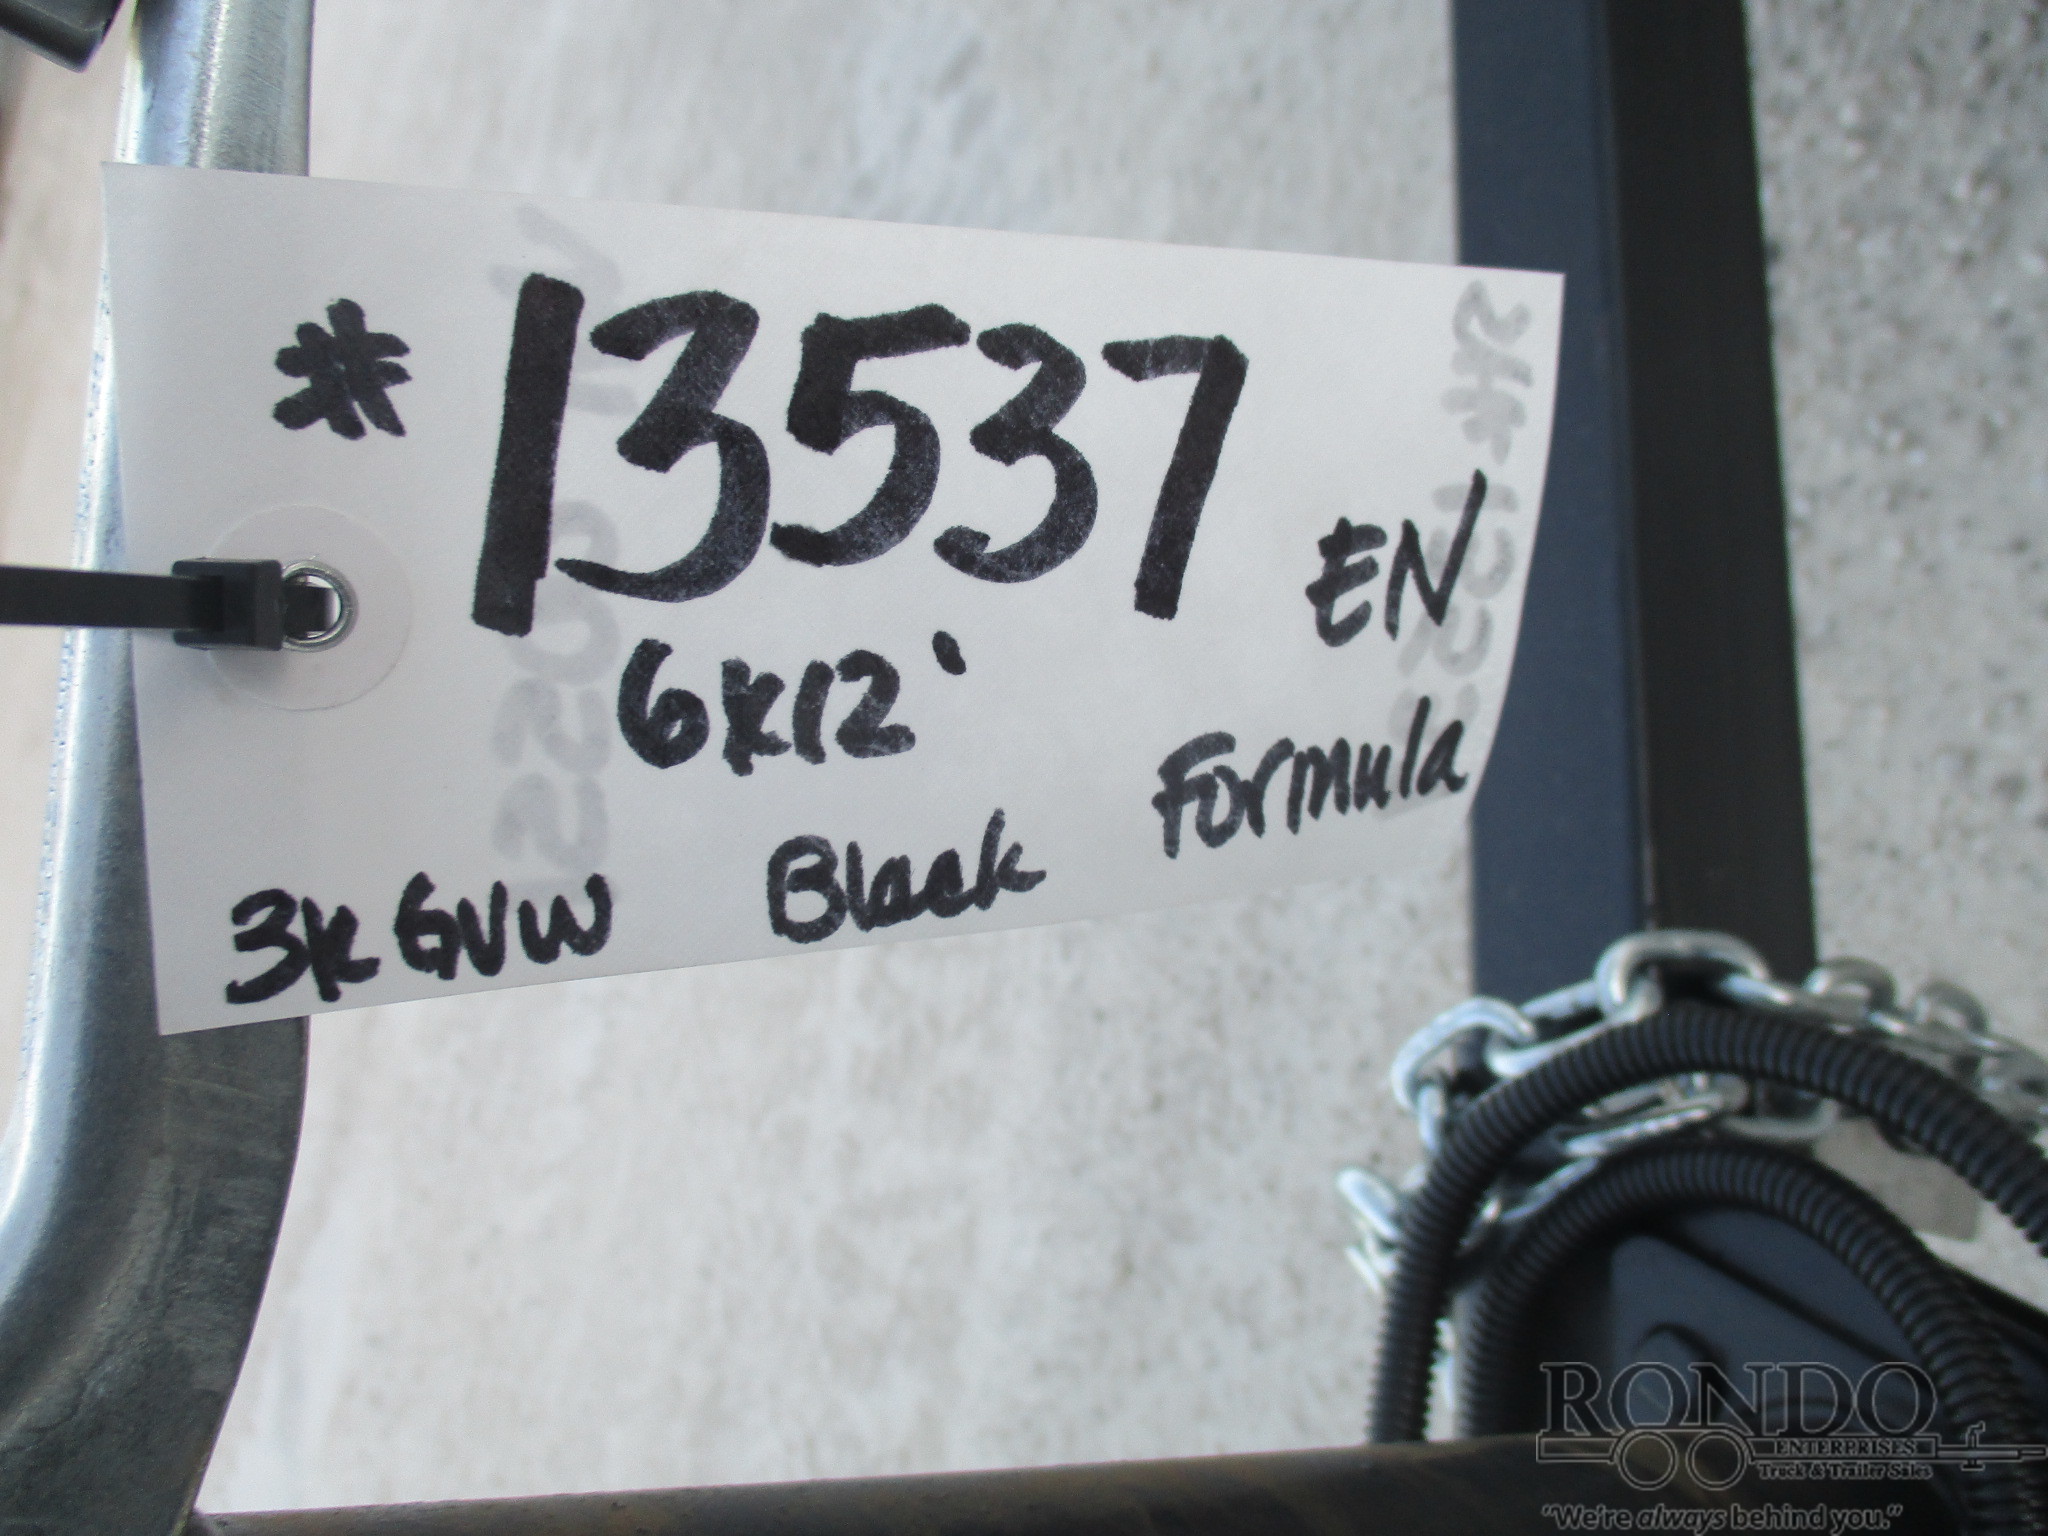 *13537
EN
6x12'
Formula
Black
3K GVW
RONDO
ENTERPRISES
Truck & Trailer Sales
"We're always behind you."